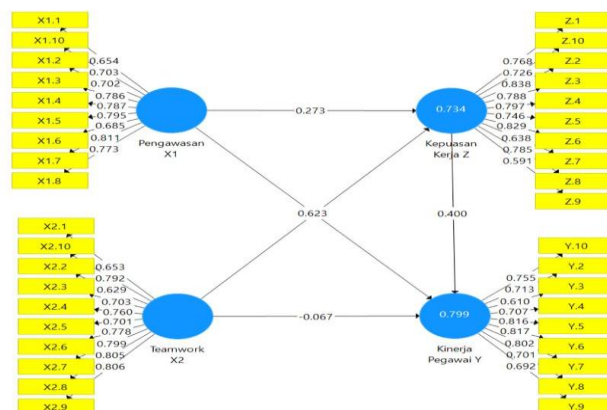 X1.1
X1.10
X1.2
X1.3
X1.4
X1.5
X1.6
X1.7
X1.8
0.654
0.703
0.702
0.786
0.787
0.795
0.685
0.811
0.773
Pengawasan
X1
0.273
Z.1
Z.10
Z.2
Z.3
Z.4
Z.5
Z.6
Z.7
Z.8
Z.9
0.768
0.726
0.838
0.788
0.797
0.746
0.829
0.638
0.785
0.591
0.734
Kepuasan
Kerja Z
0.623
0.400
X2.1
X2.10
X2.2
X2.3
X2.4
X2.5
X2.6
X2.7
X2.8
X2.9
0.653
0.792
0.629
0.703
0.760
0.701
0.778
0.799
0.805
0.806
Teamwork
X2
-0.067
0.799
Kinerja
Pegawai Y
0.755
0.713
0.610
0.707
0.816
0.817
0.802
0.701
0.692
Y.10
Y.2
Y.3
Y.4
Y.5
Y.6
Y.7
Y.8
Y.9